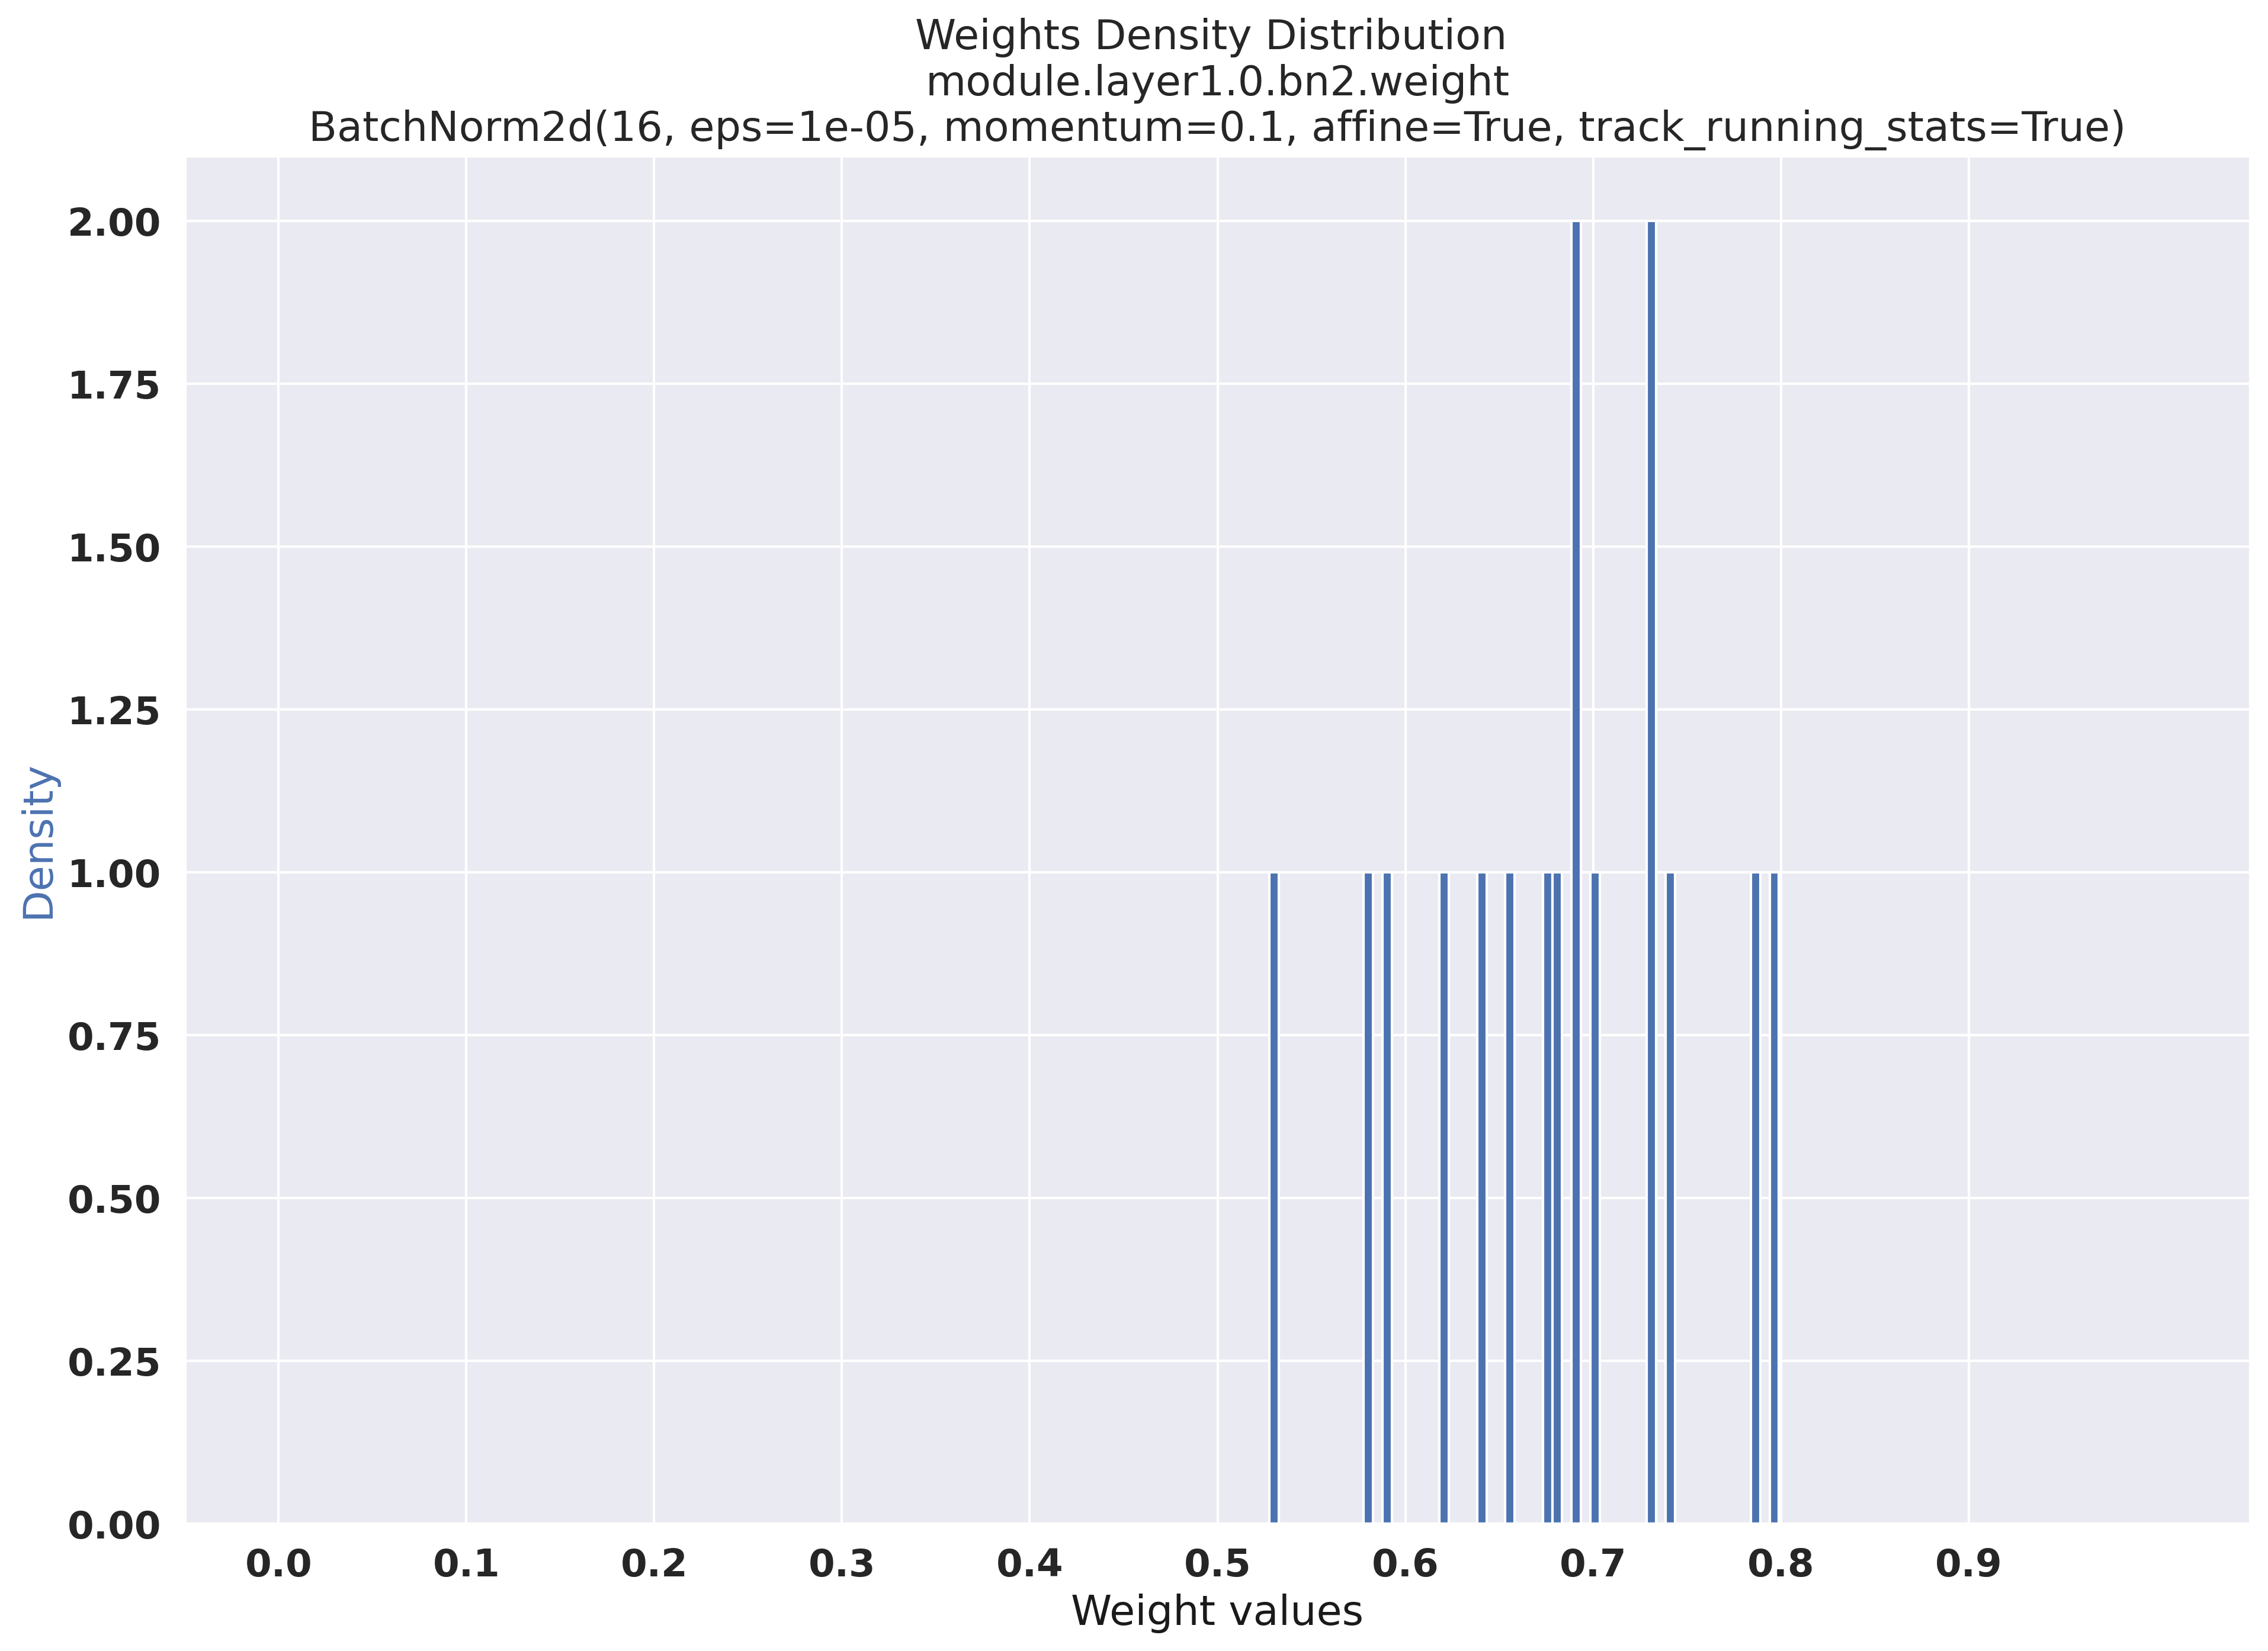 Weights Density Distribution
module.layer1.0.bn2.weight
BatchNorm2d(16, eps=1e-05, momentum=0.1, affine=True, track_running_stats=True)
2.00
1.75
1.50
1.25
1.00
0.75
0.50
0.25
0.00
Density
0.0 0.1 0.2 0.3 0.4 0.5 0.6 0.7 0.8 0.9
Weight values